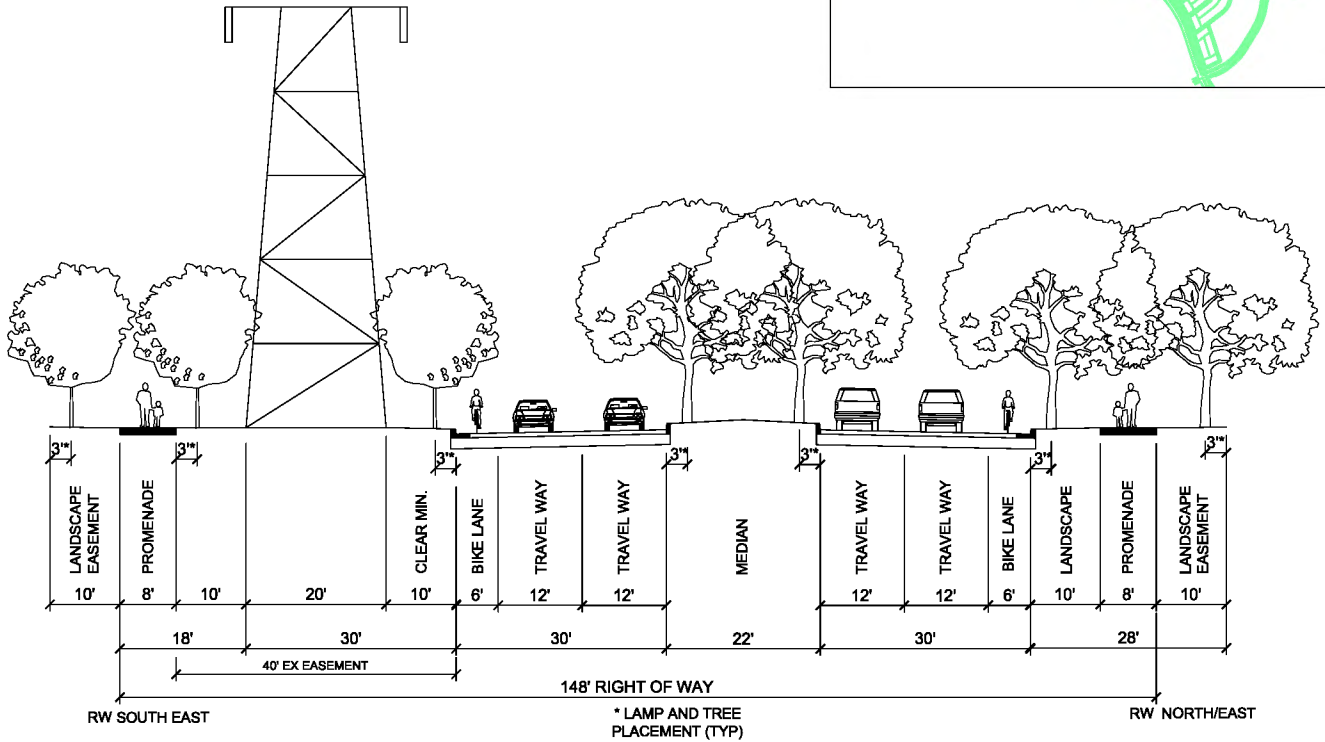 3'*
3'*
3'*
3'*
3'*
3'*
3'*
LANDSCAPE
EASEMENT
PROMENADE
CLEAR MIN.
BIKE LANE
TRAVEL WAY
TRAVEL WAY
MEDIAN
TRAVEL WAY
TRAVEL WAY
BIKE LANE
LANDSCAPE
PROMENADE
LANDSCAPE
EASEMENT
10'
8'
10'
20'
10'
6'
12'
12'
12'
12'
6'
10'
8'
10'
18'
30'
30'
22'
30'
28'
40' EX EASEMENT
148' RIGHT OF WAY
RW SOUTH EAST
* LAMP AND TREE
PLACEMENT (TYP)
RW NORTH/EAST